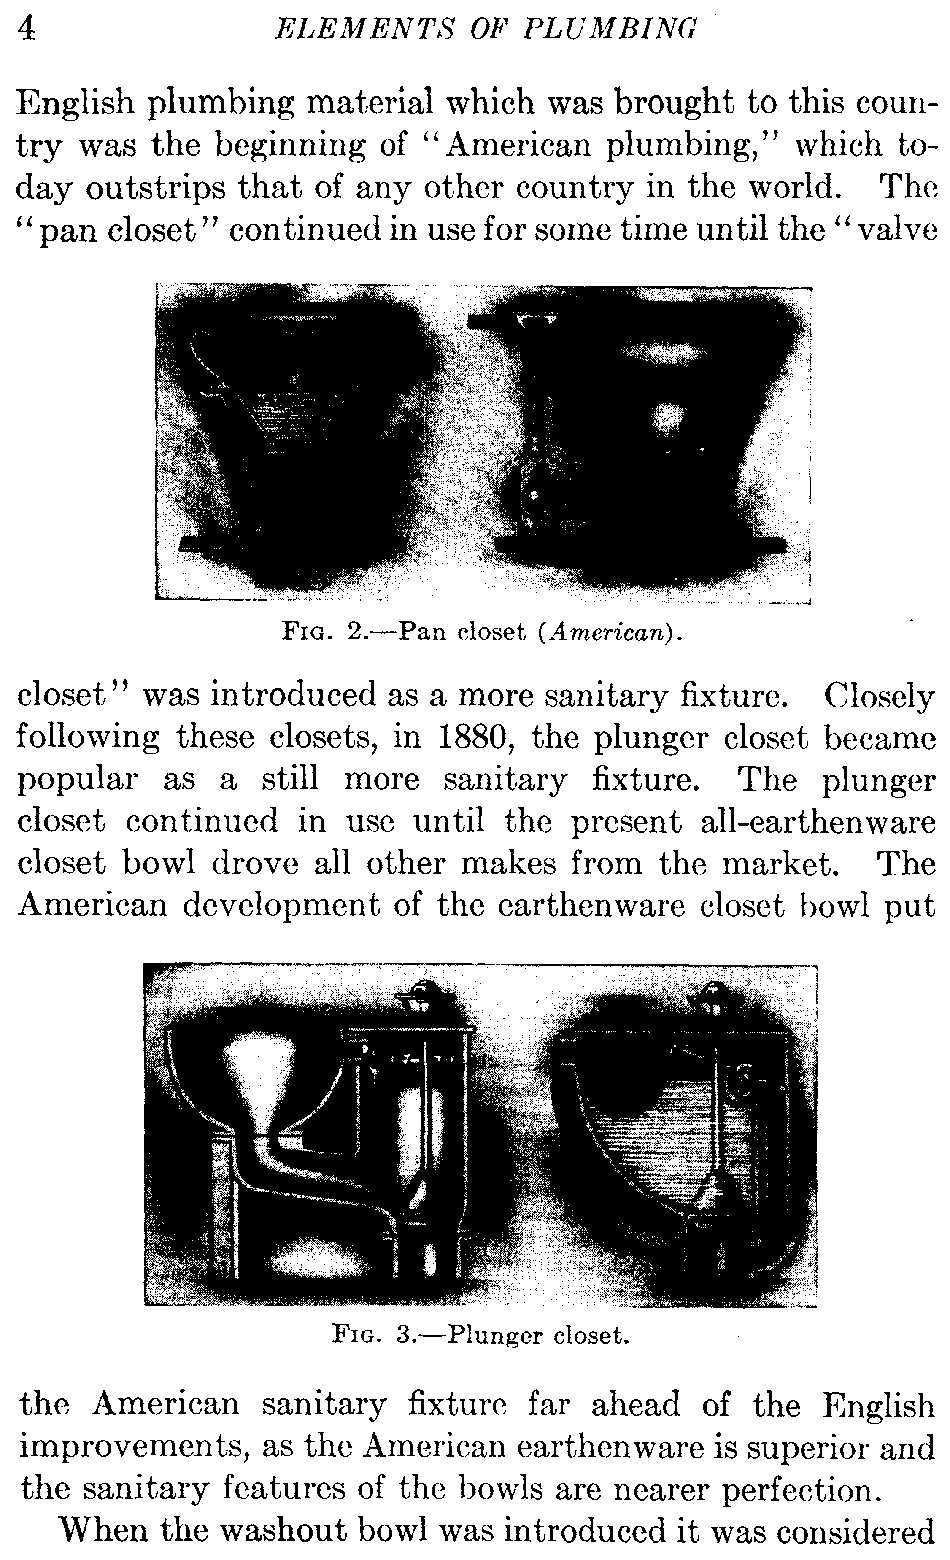 4 ELEMENTS OF PLUMBING
English plumbing material which was brought to this coun-
try was the beginning of “American plumbing,” which to-
day outstrips that of any other country in the world. The
“pan closet” continued in use for some time until the “valve
FIG. 2.—Pan closet (American).
closet” was introduced as a more sanitary fixture. Closely
following these closets, in 1880, the plunger closet became
popular as a still more sanitary fixture. The plunger
closet continued in use until the present all-earthenware
closet bowl drove all other makes from the market. The
American development of the earthenware closet bowl put
FIG. 3.—Plunger closet.
the American sanitary fixture far ahead of the English
improvements, as the American earthenware is superior and
the sanitary features of the bowls are nearer perfection.
When the washout bowl was introduced it was considered